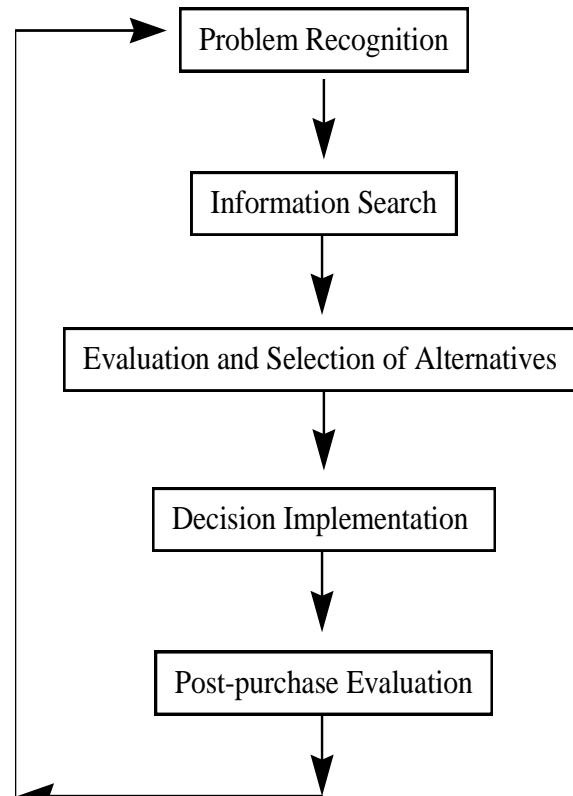 Problem Recognition
Information Search
Evaluation and Selection of Alternatives
Decision Implementation
Post-purchase Evaluation